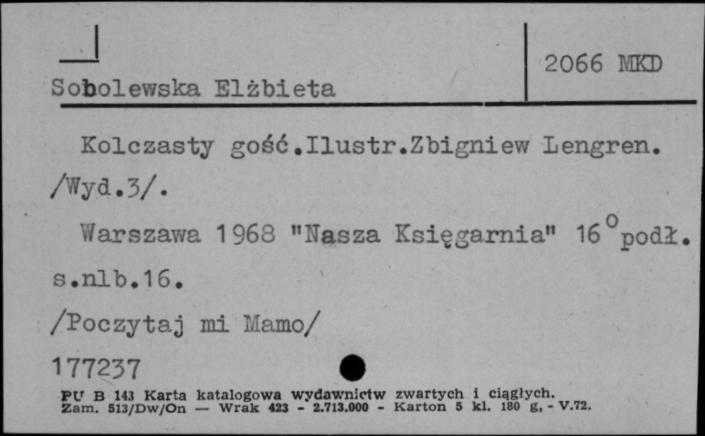 2066 MKD
Sobolewska Elżbieta
Kolczasty gość.Ilustr.Zbigniew Lengren.
/Wyd.3/.
Warszawa 1968 "Nasza Księgarnia" 16° podł.
s.nlb.16.
/Poczytaj mi Mamo/
177237
PU B 143 Karta katalogowa wydawnictw zwartych i ciągłych.
Zam. 513/Dw/On — Wrak 423 - 2.713.000 - Karton 5 kl. 180 g, - V.72.